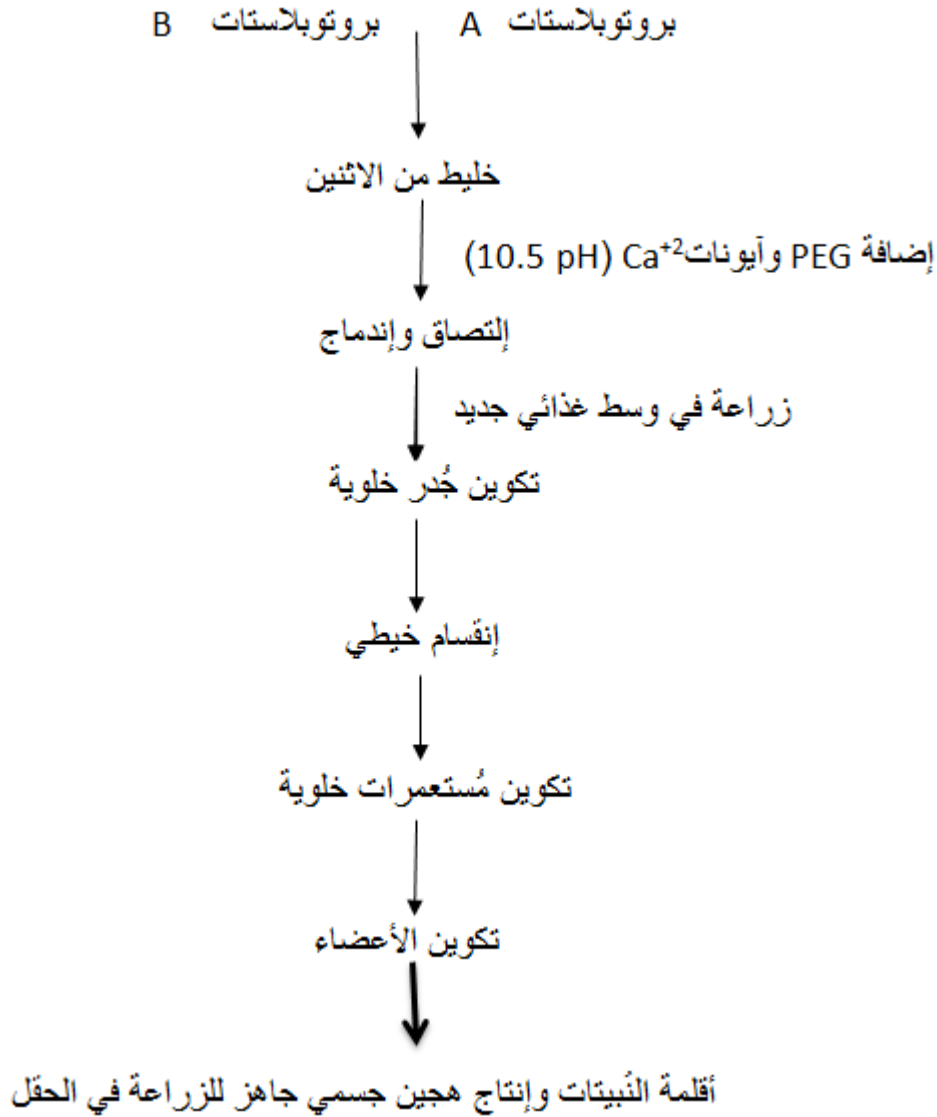 بروتوبلاستات A بروتوبلاستات B
خليط من الاثنين
إضافة PEG وآيونات Ca⁺² (10.5 pH)
إلتصاق وإندماج
زراعة في وسط غذائي جديد
تكوين جُدر خلوية
إنقسام خيطي
تكوين مُستعمرات خلوية
تكوين الأعضاء
أقلمة النُبيتات وإنتاج هجين جسمي جاهز للزراعة في الحقل